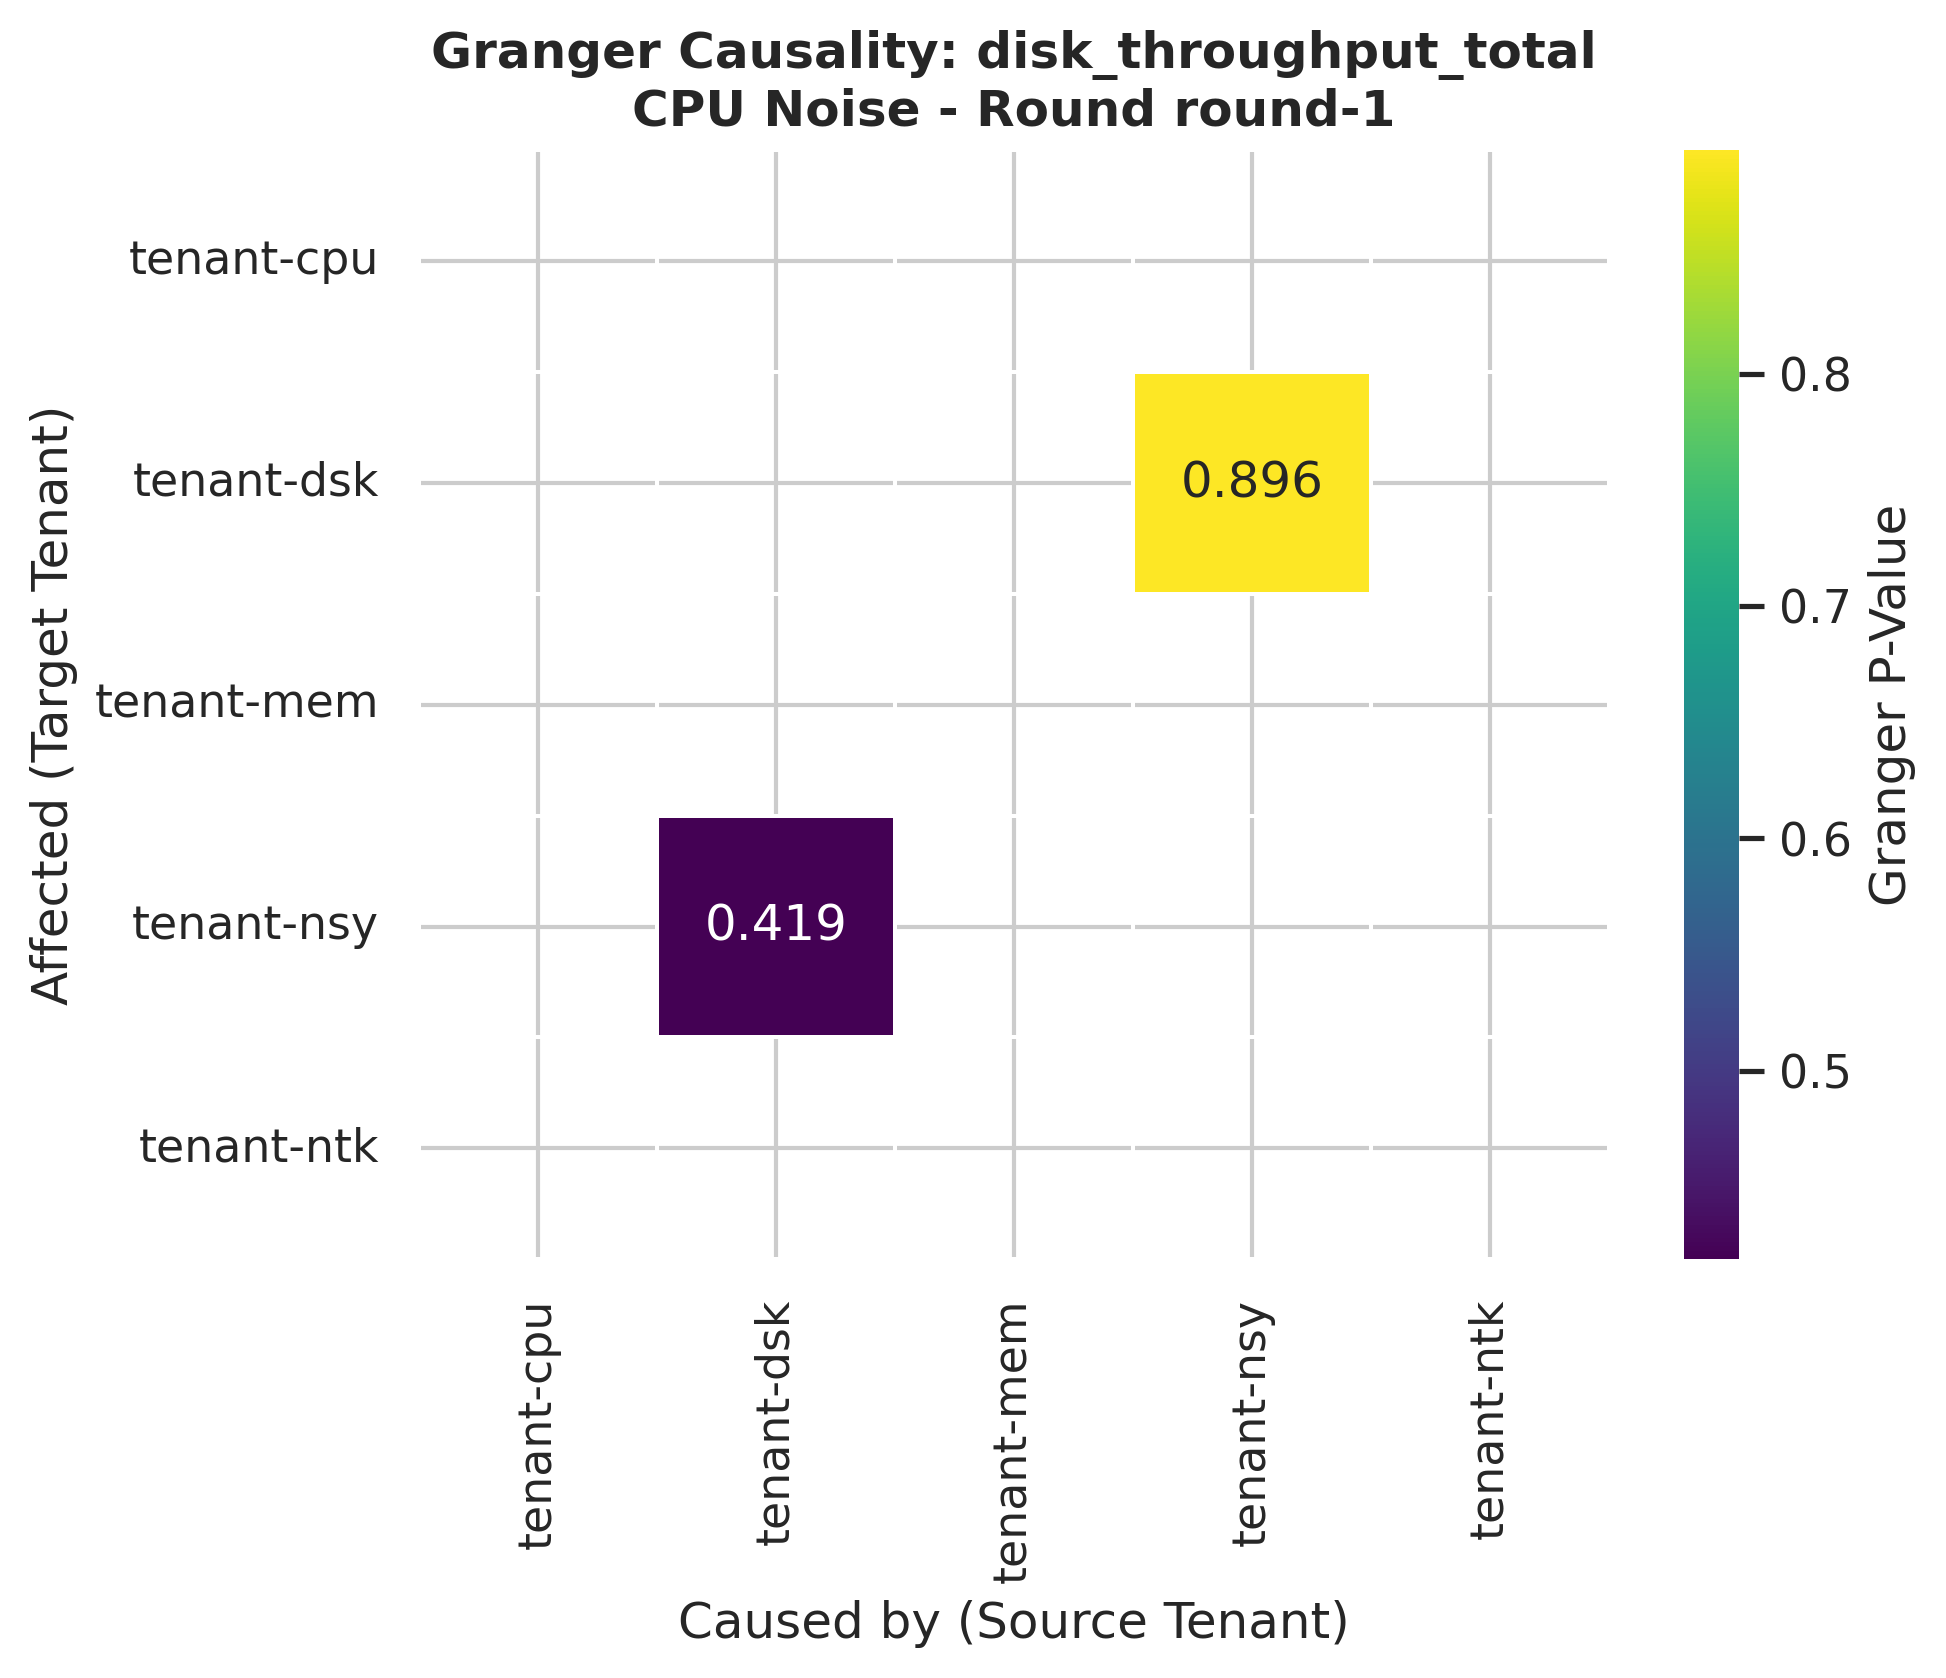 Granger Causality: disk_throughput_total
CPU Noise - Round round-1
Affected (Target Tenant)
tenant-cpu
tenant-dsk
tenant-mem
tenant-nsy
tenant-ntk
0.896
0.419
tenant-cpu
tenant-dsk
tenant-mem
tenant-nsy
tenant-ntk
Caused by (Source Tenant)
0.8
0.7
0.6
0.5
Granger P-Value